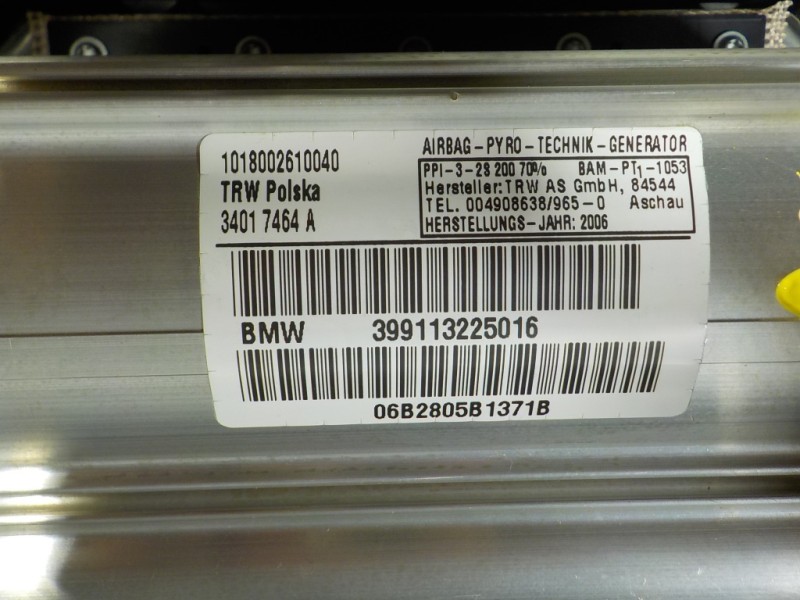 1018002610040
TRW Polska
3401 7464 A
AIRBAG-PYRO-TECHNIK-GENERATOR
PPI-3-23 200 70% BAM-PT1-1053
Hersteller: TRW AS GmbH, 84544
TEL. 004908638/965-0 Aschau
HERSTELLUNGS-JAHR: 2006
BMW 399113225016
06B2805B1371B